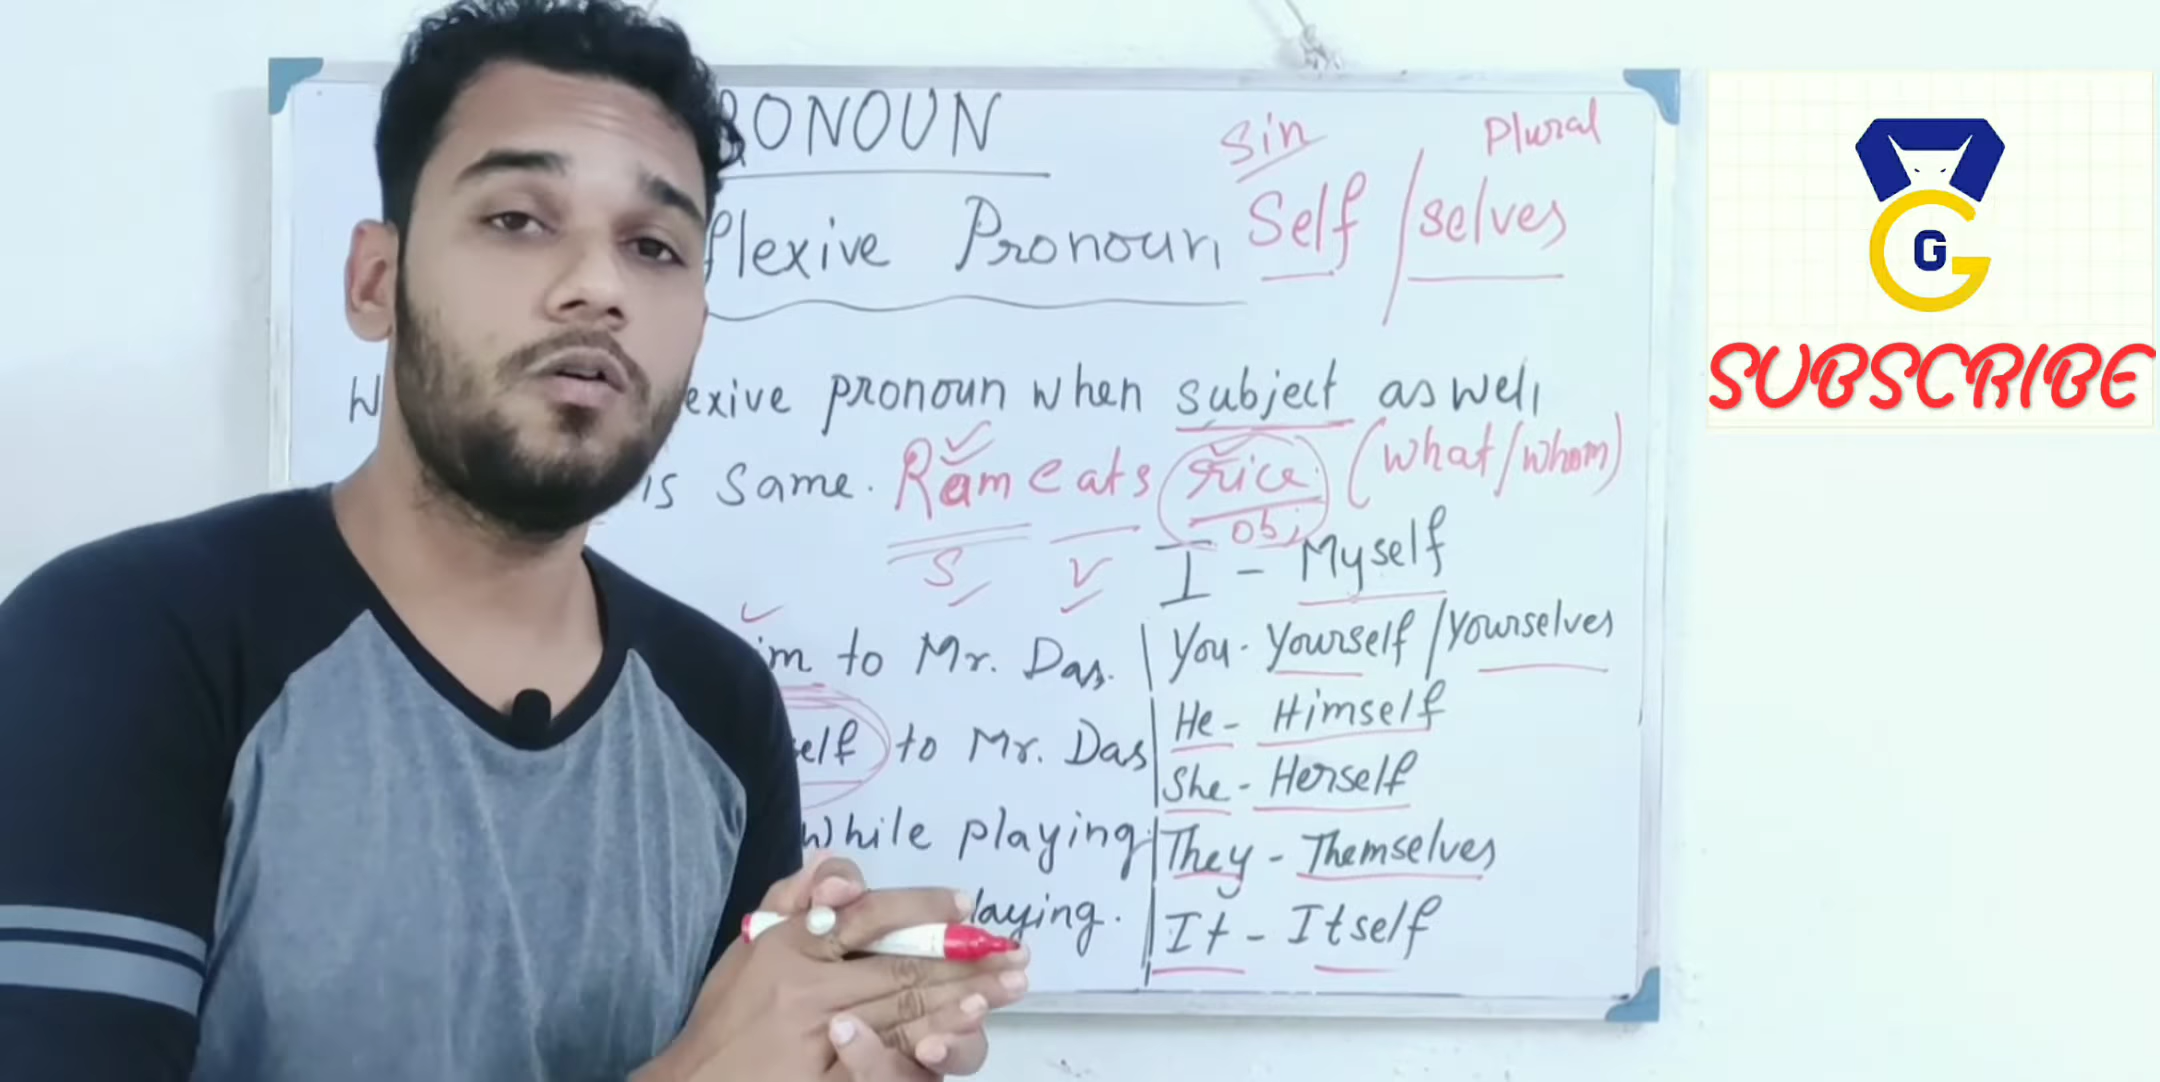 RONOUN
Sin
Plural
flexive Pronoun
Self / selves
exive pronoun when subject as well
is same. Ram eats rice (what/whom)
S V obj
I - Myself
im to Mr. Das.
You - Yourself / Yourselves
He - Himself
elf to Mr. Das
She - Herself
while playing.
They - Themselves
laying.
It - Itself
G
G
SUBSCRIBE